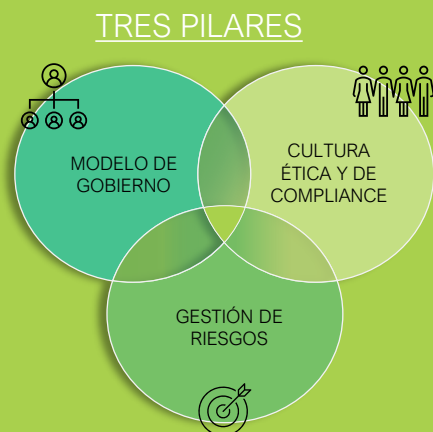 TRES PILARES
MODELO DE
GOBIERNO
CULTURA
ÉTICA Y DE
COMPLIANCE
GESTIÓN DE
RIESGOS